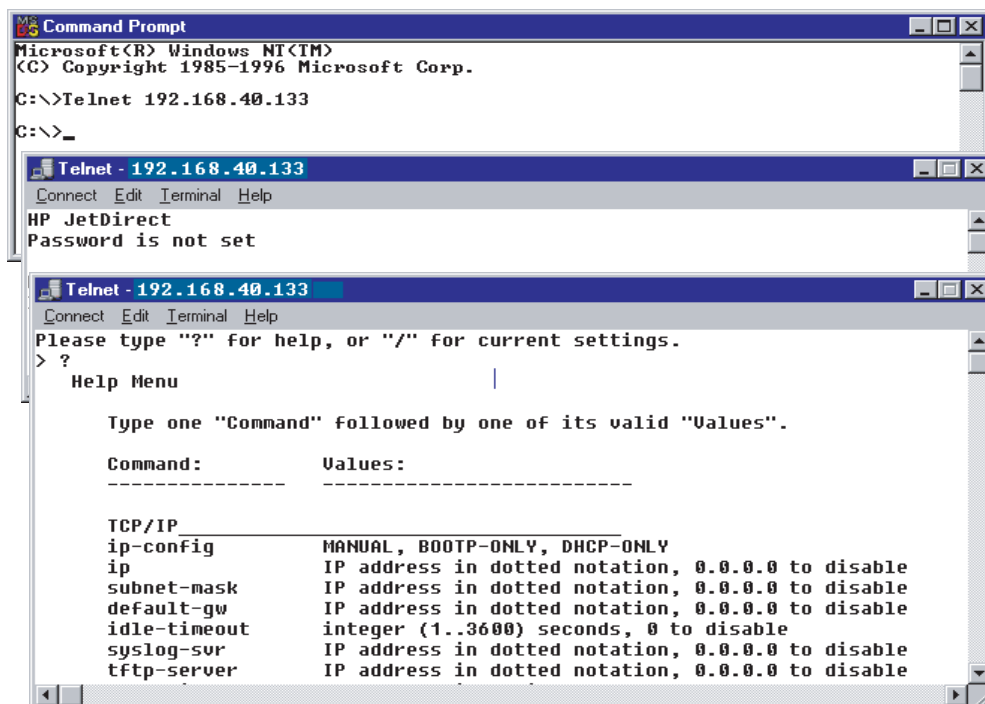 Command Prompt
Microsoft(R) Windows NT(TM)
(C) Copyright 1985-1996 Microsoft Corp.
C:\>Telnet 192.168.40.133
C:\>_
Telnet - 192.168.40.133
Connect Edit Terminal Help
HP JetDirect
Password is not set
Telnet - 192.168.40.133
Connect Edit Terminal Help
Please type "?" for help, or "/" for current settings.
> ?
Help Menu
Type one "Command" followed by one of its valid "Values".
Command: Values:
--------------- --------------------------
TCP/IP
ip-config MANUAL, BOOTP-ONLY, DHCP-ONLY
ip IP address in dotted notation, 0.0.0.0 to disable
subnet-mask IP address in dotted notation, 0.0.0.0 to disable
default-gw IP address in dotted notation, 0.0.0.0 to disable
idle-timeout integer (1..3600) seconds, 0 to disable
syslog-svr IP address in dotted notation, 0.0.0.0 to disable
tftp-server IP address in dotted notation, 0.0.0.0 to disable